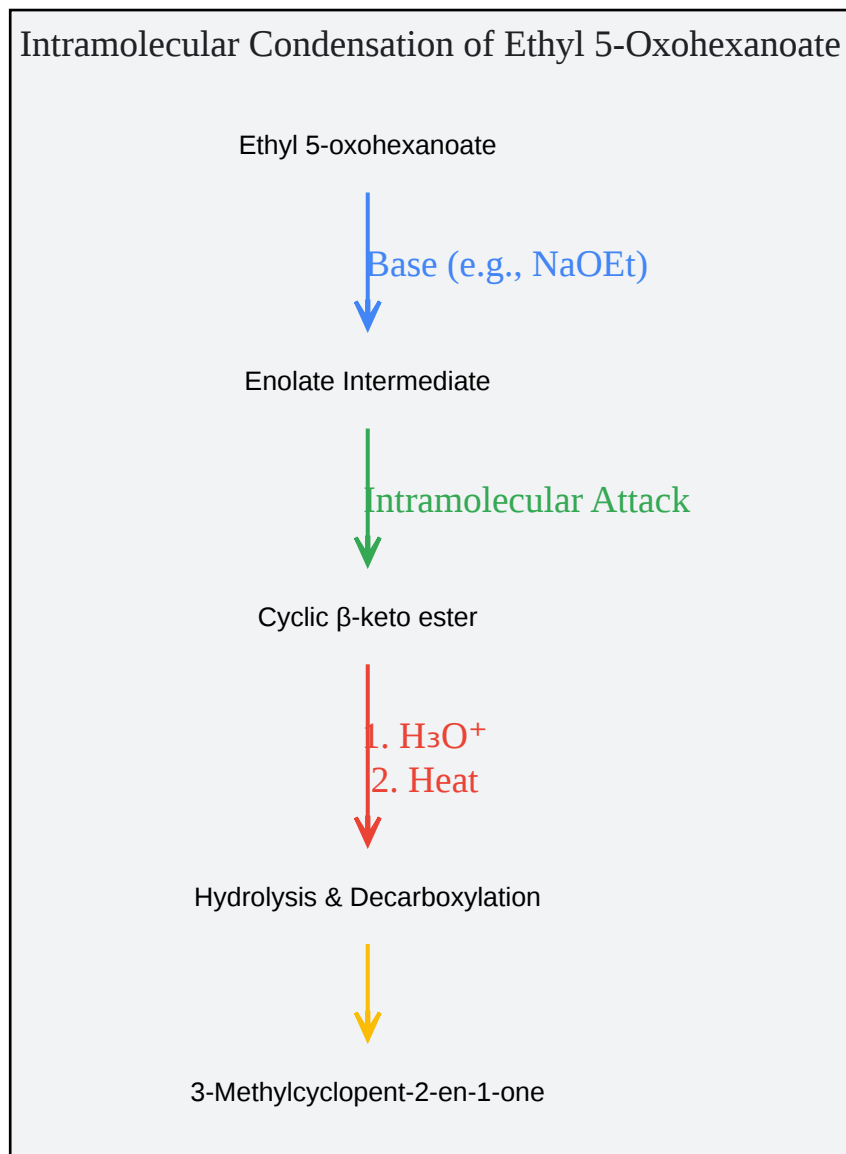 Intramolecular Condensation of Ethyl 5-Oxohexanoate
Ethyl 5-oxohexanoate
Base (e.g., NaOEt)
Enolate Intermediate
Intramolecular Attack
Cyclic β-keto ester
1. H₃O⁺
2. Heat
Hydrolysis & Decarboxylation
3-Methylcyclopent-2-en-1-one